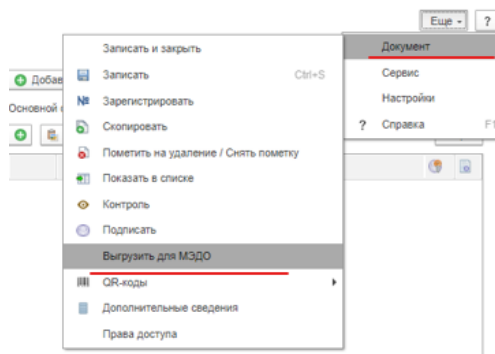 Еще
?
Документ
Сервис
Настройки
? Справка F1
Записать и закрыть
Записать Ctrl+S
№ Зарегистрировать
Скопировать
Пометить на удаление / Снять пометку
Показать в списке
Контроль
Подписать
Выгрузить для МЭДО
QR-коды
Дополнительные сведения
Права доступа
Добав
Основной